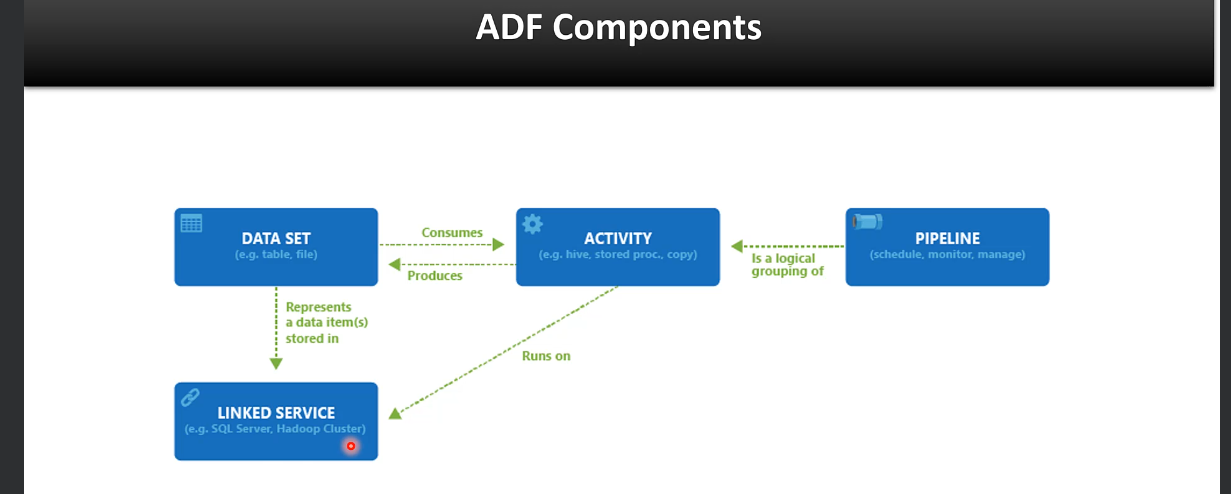 ADF Components
DATA SET
(e.g. table, file)
Consumes
Produces
ACTIVITY
(e.g. hive, stored proc., copy)
Is a logical
grouping of
PIPELINE
(schedule, monitor, manage)
Represents
a data item(s)
stored in
Runs on
LINKED SERVICE
(e.g. SQL Server, Hadoop Cluster)